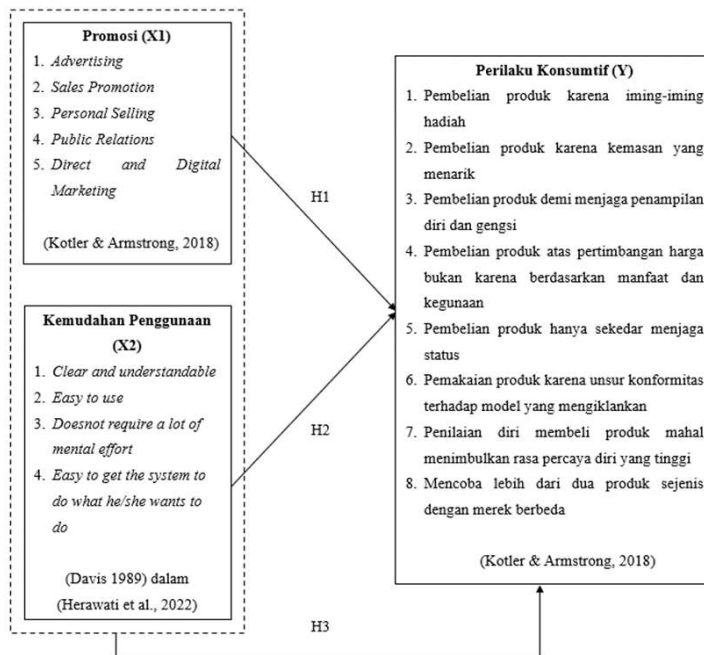 Promosi (X1)
1. Advertising
2. Sales Promotion
3. Personal Selling
4. Public Relations
5. Direct and Digital
Marketing
(Kotler & Armstrong, 2018)
Kemudahan Penggunaan
(X2)
1. Clear and understandable
2. Easy to use
3. Doesnot require a lot of
mental effort
4. Easy to get the system to
do what he/she wants to
do
(Davis 1989) dalam
(Herawati et al., 2022)
H1
H2
H3
Perilaku Konsumtif (Y)
1. Pembelian produk karena iming-iming
hadiah
2. Pembelian produk karena kemasan yang
menarik
3. Pembelian produk demi menjaga penampilan
diri dan gengsi
4. Pembelian produk atas pertimbangan harga
bukan karena berdasarkan manfaat dan
kegunaan
5. Pembelian produk hanya sekedar menjaga
status
6. Pemakaian produk karena unsur konformitas
terhadap model yang mengiklankan
7. Penilaian diri membeli produk mahal
menimbulkan rasa percaya diri yang tinggi
8. Mencoba lebih dari dua produk sejenis
dengan merek berbeda
(Kotler & Armstrong, 2018)